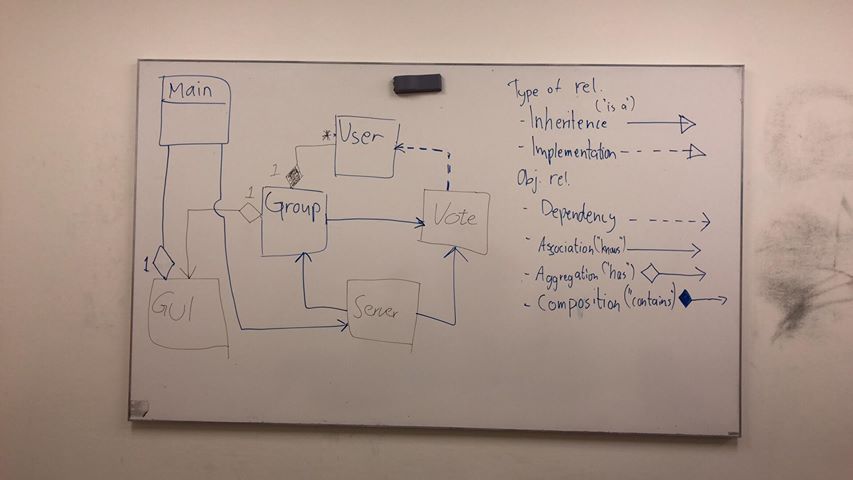 Main
User
*
1
1
Group
Vote
1
GUI
Server
Type of rel.
("is a")
- Inheritence
- Implementation
Obj. rel.
- Dependency
- Association ("knows")
- Aggregation ("has")
- Composition ("contains")